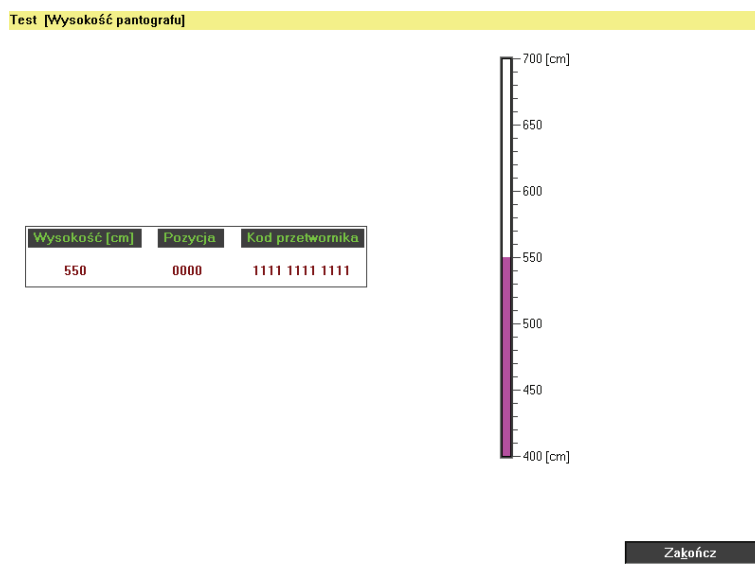 Test [Wysokość pantografu]
Wysokość [cm] Pozycja Kod przetwornika
550 0000 1111 1111 1111
700 [cm]
650
600
550
500
450
400 [cm]
Zakończ